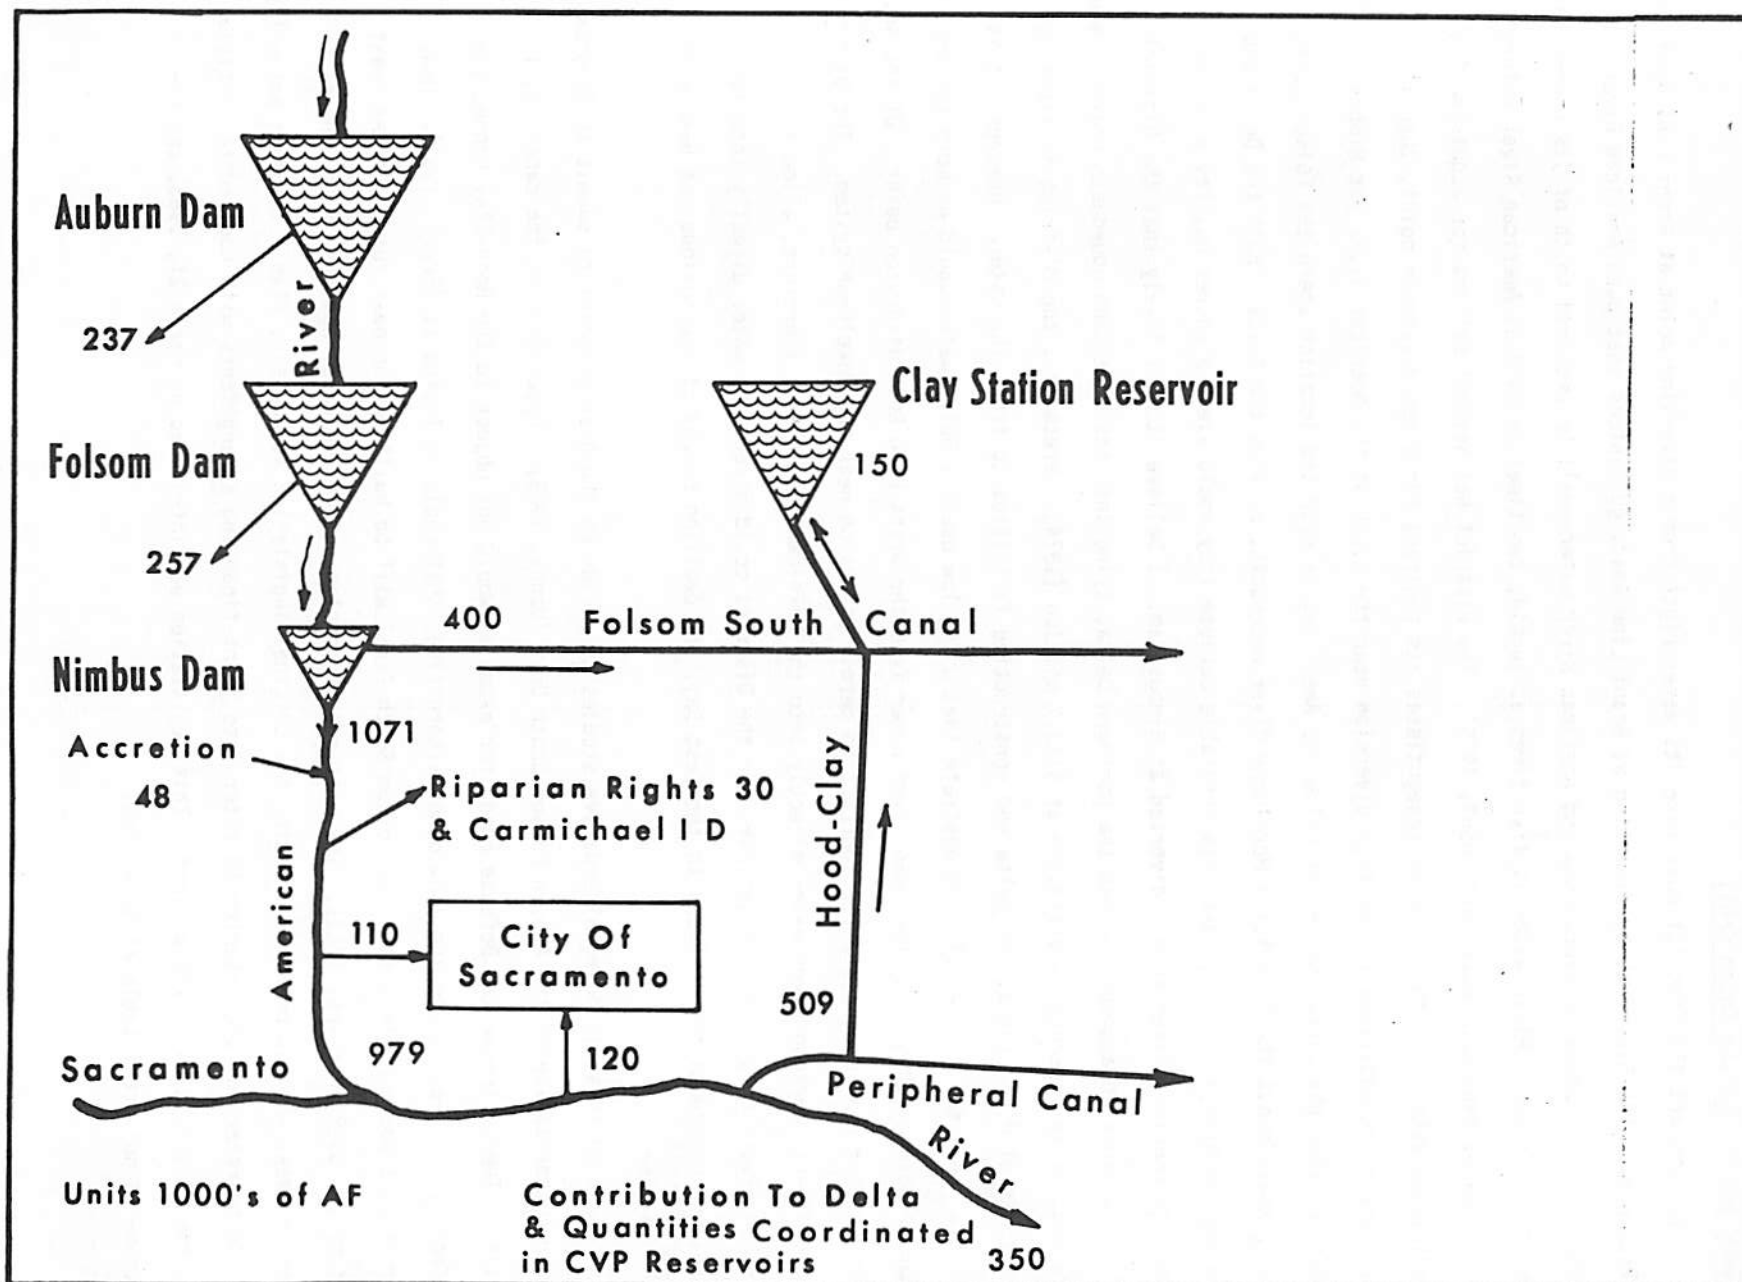 Auburn Dam
237
River
Folsom Dam
257
Clay Station Reservoir
150
400
Folsom South Canal
Nimbus Dam
1071
Accretion
48
Riparian Rights 30
& Carmichael I D
American
110
City Of
Sacramento
Hood-Clay
509
979
120
Sacramento
Peripheral Canal
River
Units 1000's of AF
Contribution To Delta
& Quantities Coordinated
in CVP Reservoirs
350